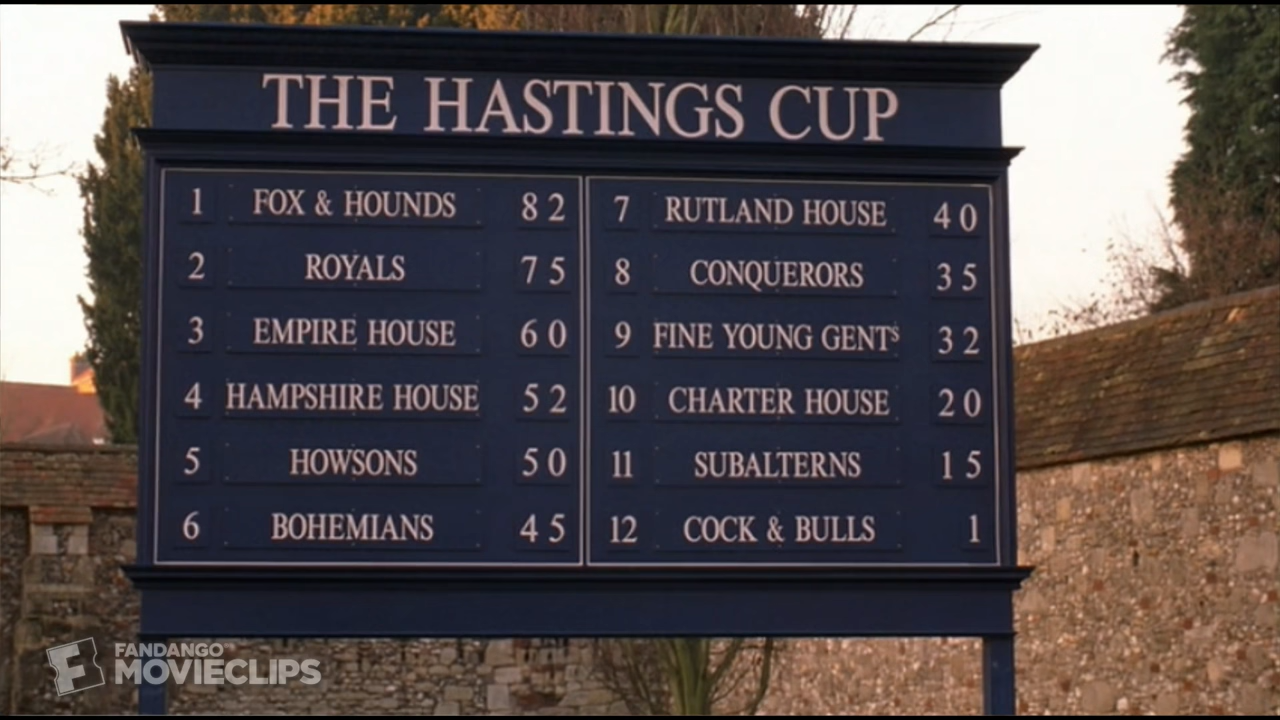 THE HASTINGS CUP
1 FOX & HOUNDS 82
2 ROYALS 75
3 EMPIRE HOUSE 60
4 HAMPSHIRE HOUSE 52
5 HOWSONS 50
6 BOHEMIANS 45
7 RUTLAND HOUSE 40
8 CONQUERORS 35
9 FINE YOUNG GENTS 32
10 CHARTER HOUSE 20
11 SUBALTERNS 15
12 COCK & BULLS 1
FANDANGO
MOVIECLIPS